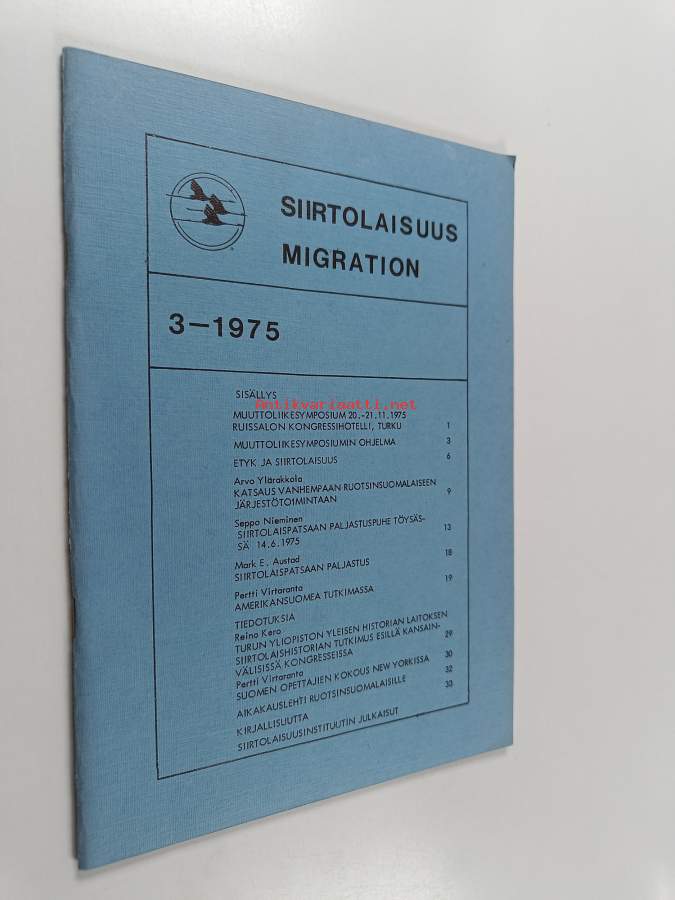 SIIRTOLAISUUS
MIGRATION
3-1975
SISÄLLYS
Antikvariaatti.net
MUUTTOLIIKESYMPOSIUM 20.-21.11.1975
RUISSALON KONGRESSIHOTELLI, TURKU 1
MUUTTOLIIKESYMPOSIUMIN OHJELMA 3
ETYK JA SIIRTOLAISUUS 6
Arvo Ylärakkola
KATSAUS VANHEMPAAN RUOTSINSUOMALAISEEN
JÄRJESTÖTOIMINTAAN 9
Seppo Nieminen
SIIRTOLAISPATSAAN PALJASTUSPUHE TÖYSÄS-
SÄ 14.6.1975 13
Mark E. Austad
SIIRTOLAISPATSAAN PALJASTUS 18
Pertti Virtaranta
AMERIKANSUOMEA TUTKIMASSA 19
TIEDOTUKSIA
Reino Kero
TURUN YLIOPISTON YLEISEN HISTORIAN LAITOKSEN
SIIRTOLAISHISTORIAN TUTKIMUS ESILLÄ KANSAIN-
VÄLISISSÄ KONGRESSEISSA 29
Pertti Virtaranta
SUOMEN OPETTAJIEN KOKOUS NEW YORKISSA 30
AIKAKAUSLEHTI RUOTSINSUOMALAISILLE 32
KIRJALLISUUTTA 33
SIIRTOLAISUUSINSTITUUTIN JULKAISUT